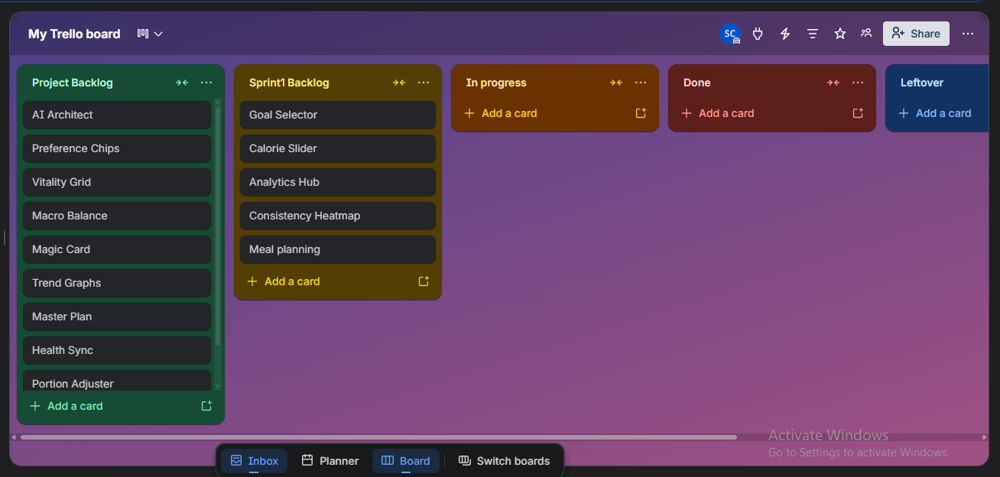 My Trello board
SC
Share
Project Backlog
AI Architect
Preference Chips
Vitality Grid
Macro Balance
Magic Card
Trend Graphs
Master Plan
Health Sync
Portion Adjuster
Add a card
Sprint1 Backlog
Goal Selector
Calorie Slider
Analytics Hub
Consistency Heatmap
Meal planning
Add a card
In progress
Add a card
Done
Add a card
Leftover
Add a card
Activate Windows
Go to Settings to activate Windows.
Inbox
Planner
Board
Switch boards